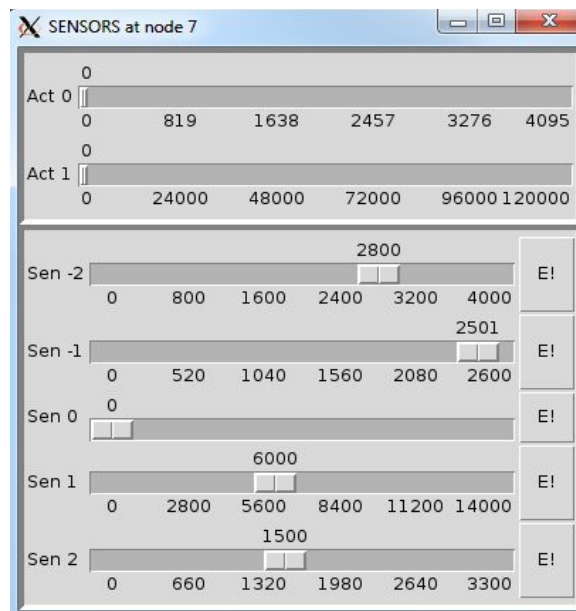 SENSORS at node 7
0
Act 0
0 819 1638 2457 3276 4095
0
Act 1
0 24000 48000 72000 96000 120000
2800
Sen -2 E!
0 800 1600 2400 3200 4000
2501
Sen -1 E!
0 520 1040 1560 2080 2600
0
Sen 0 E!
6000
Sen 1 E!
0 2800 5600 8400 11200 14000
1500
Sen 2 E!
0 660 1320 1980 2640 3300